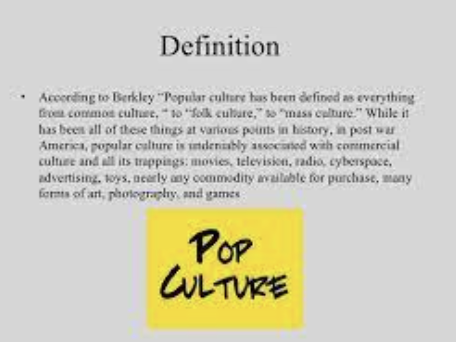 Definition
• According to Berkley “Popular culture has been defined as everything
from common culture, “ to “folk culture,” to “mass culture.” While it
has been all of these things at various points in history, in post war
America, popular culture is undeniably associated with commercial
culture and all its trappings: movies, television, radio, cyberspace,
advertising, toys, nearly any commodity available for purchase, many
forms of art, photography, and games
POP
CULTURE